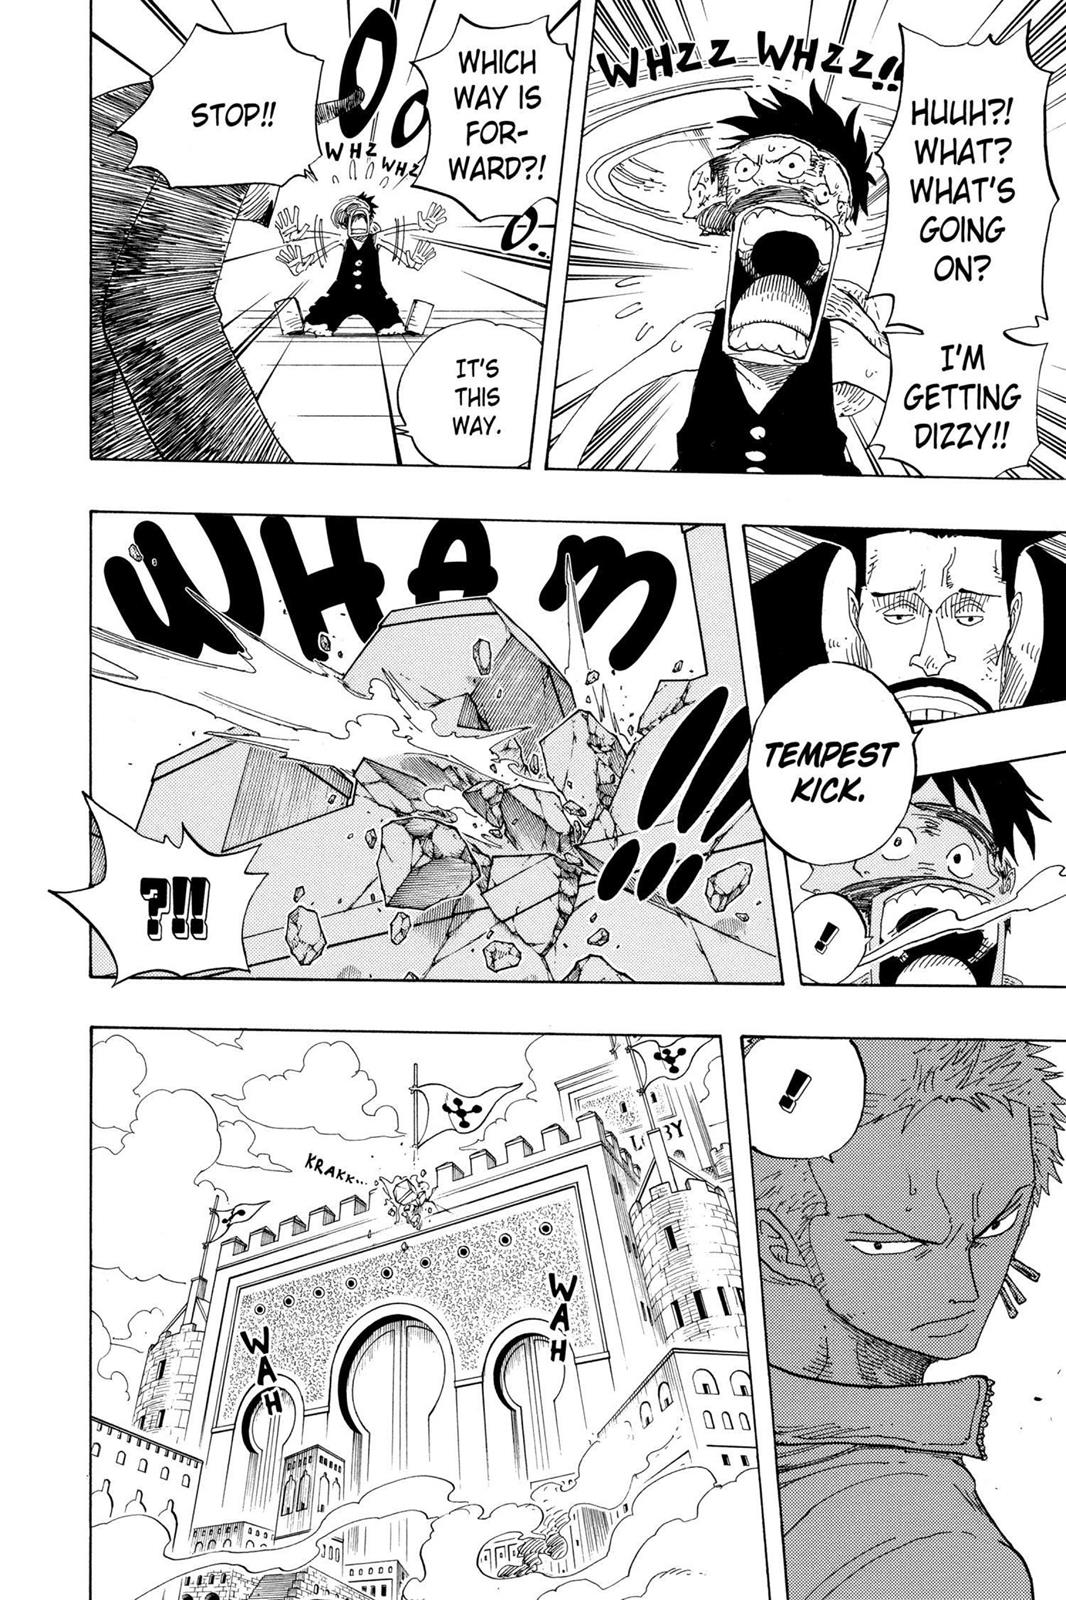 WHZZ WHZZ!!
HUUH?!
WHAT?
WHAT'S
GOING
ON?
I'M
GETTING
DIZZY!!
WHICH
WAY IS
FOR-
WARD?!
STOP!!
WHZ
WHZ
O
O
O...
IT'S
THIS
WAY.
TEMPEST
KICK.
!
WHAM
!!!
!!!
?!!
!
LOBBY
KRAKK...
WAH
WAH